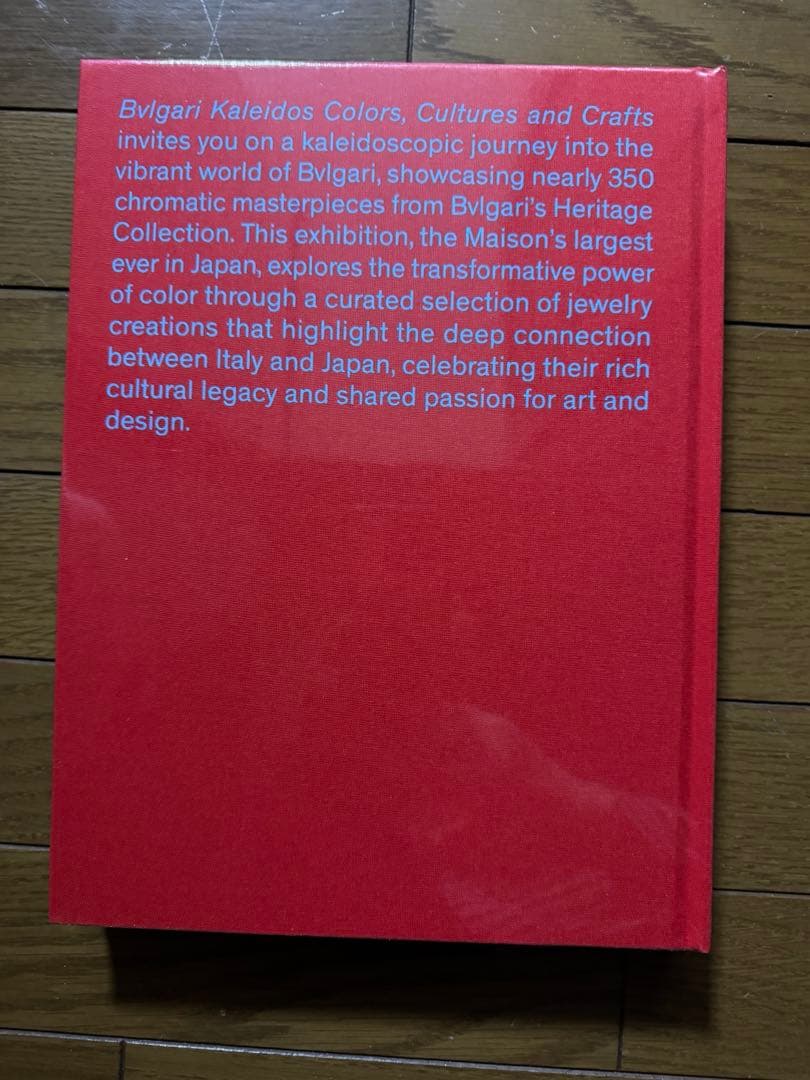 Bvlgari Kaleidos Colors, Cultures and Crafts
invites you on a kaleidoscopic journey into the
vibrant world of Bvlgari, showcasing nearly 350
chromatic masterpieces from Bvlgari's Heritage
Collection. This exhibition, the Maison's largest
ever in Japan, explores the transformative power
of color through a curated selection of jewelry
creations that highlight the deep connection
between Italy and Japan, celebrating their rich
cultural legacy and shared passion for art and
design.